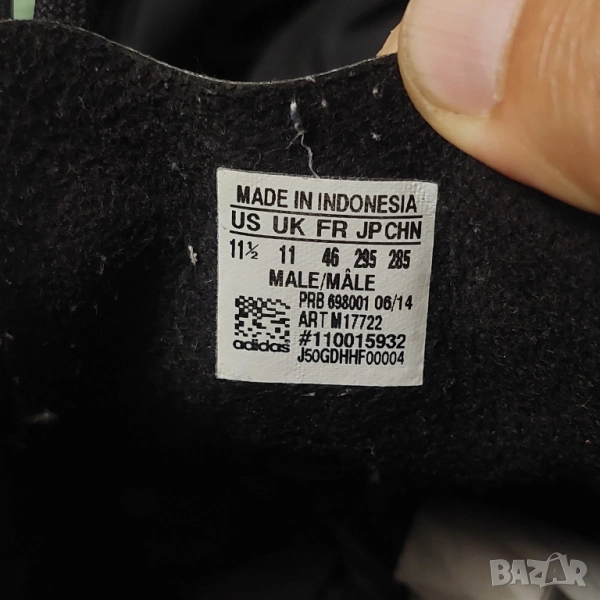 MADE IN INDONESIA
US UK FR JP CHN
11½ 11 46 295 285
MALE/MÂLE
PRB 698001 06/14
ART M17722
#110015932
J50GDHHF00004
adidas
BAZAR